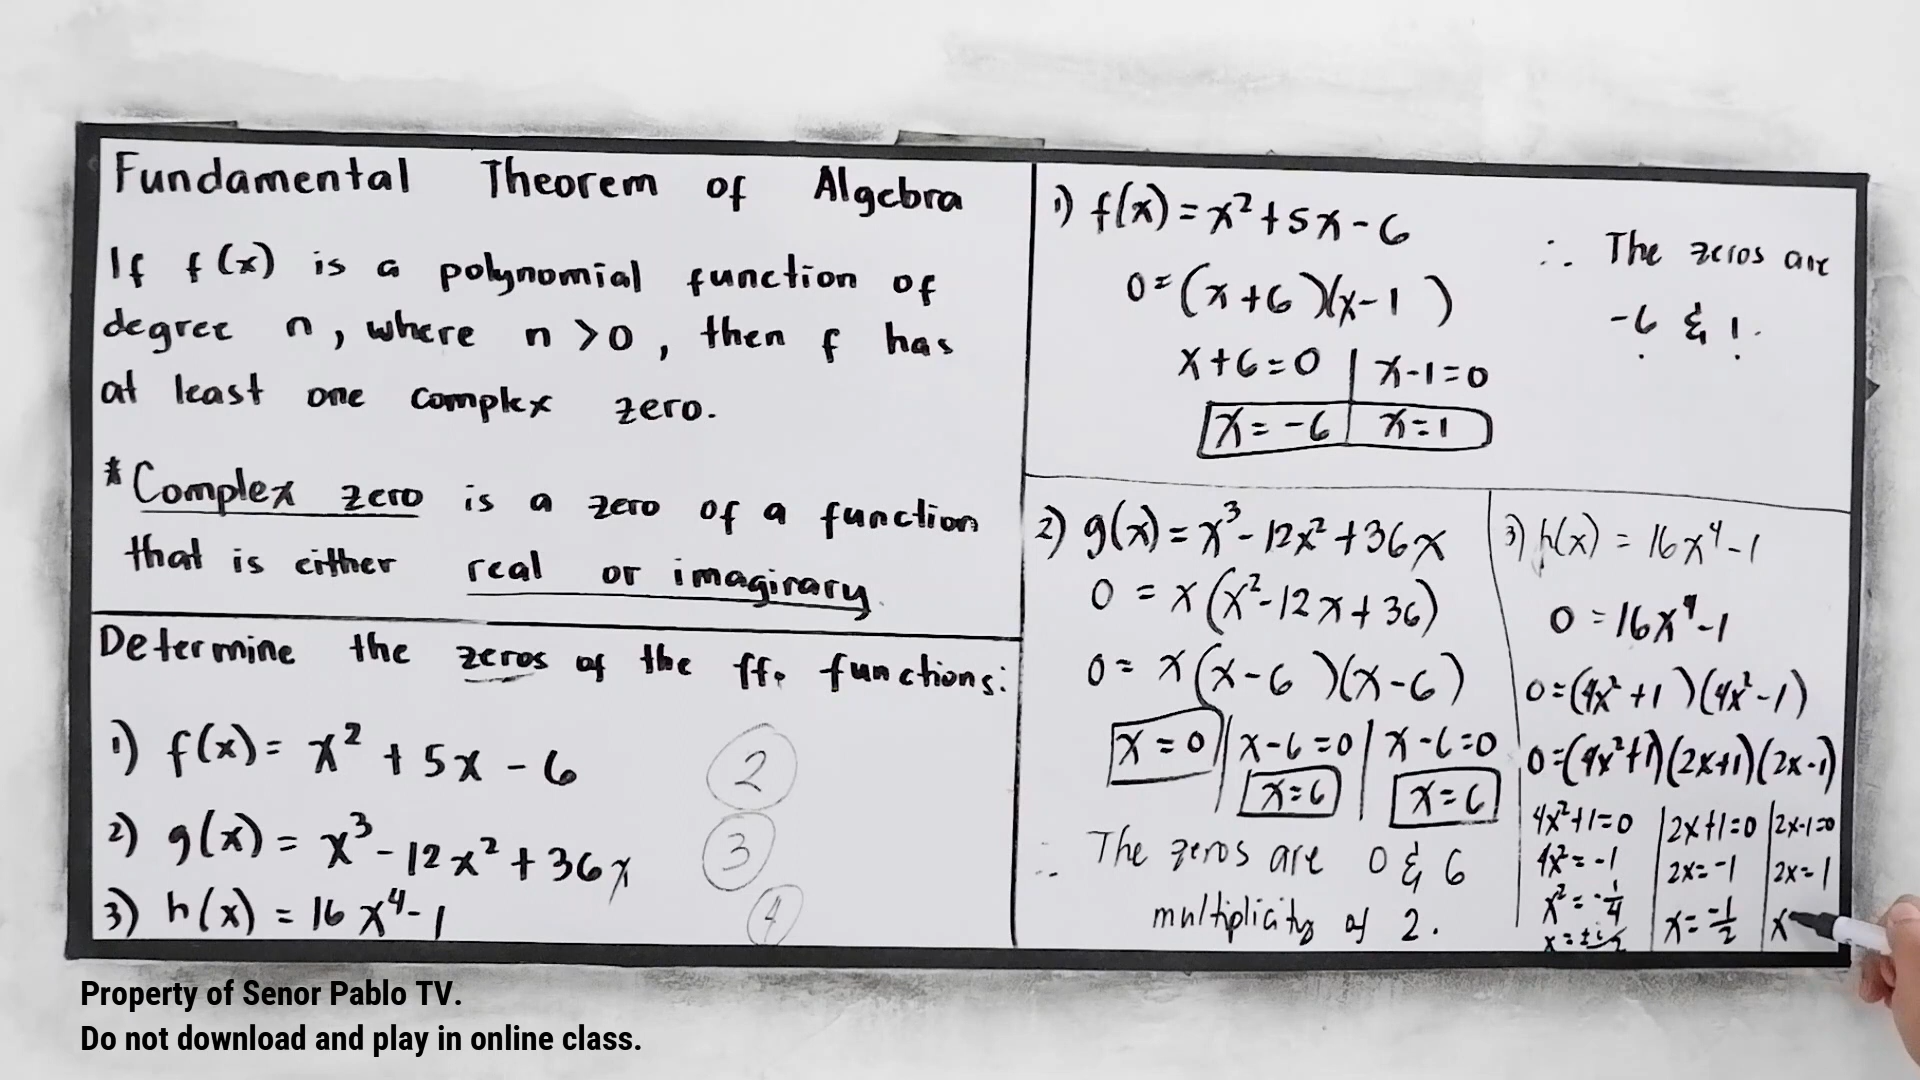 Fundamental Theorem of Algebra
If f(x) is a polynomial function of
degree n, where n > 0, then f has
at least one complex zero.
*Complex zero is a zero of a function
that is either real or imaginary.
Determine the zeros of the ff. functions:
1) f(x) = x² + 5x - 6
2
2) g(x) = x³ - 12x² + 36x
3
3) h(x) = 16x⁴ - 1
4
1) f(x) = x² + 5x - 6
0 = (x + 6)(x - 1)
x + 6 = 0 | x - 1 = 0
x = -6 | x = 1
∴ The zeros are
-6 & 1.
2) g(x) = x³ - 12x² + 36x
0 = x(x² - 12x + 36)
0 = x(x - 6)(x - 6)
x = 0 | x - 6 = 0 | x - 6 = 0
x = 6 x = 6
∴ The zeros are 0 & 6
multiplicity of 2.
3) h(x) = 16x⁴ - 1
0 = 16x⁴ - 1
0 = (4x² + 1)(4x² - 1)
0 = (4x² + 1)(2x + 1)(2x - 1)
4x² + 1 = 0 | 2x + 1 = 0 | 2x - 1 = 0
4x² = -1 | 2x = -1 | 2x = 1
x² = -1/4 | x = -1/2 | x
x = ±
Property of Senor Pablo TV.
Do not download and play in online class.